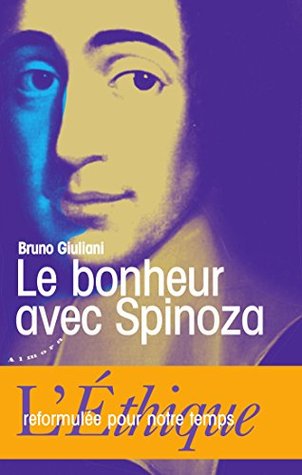 Bruno Giuliani
Le bonheur
avec Spinoza
Almora
L'Éthique
reformulée pour notre temps